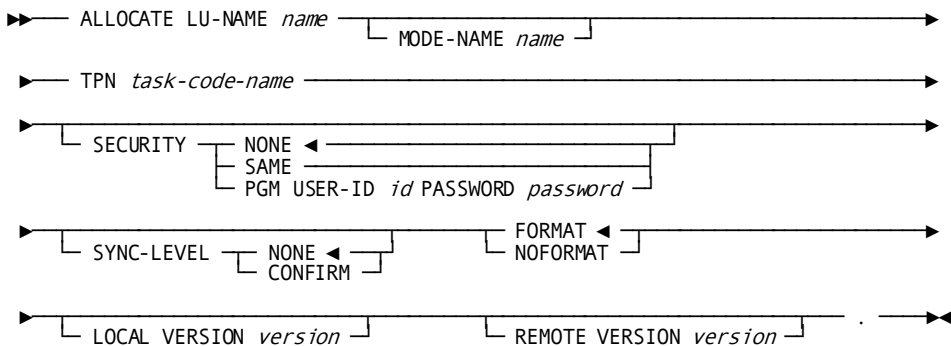 ALLOCATE LU-NAME name
MODE-NAME name
TPN task-code-name
SECURITY NONE
SAME
PGM USER-ID id PASSWORD password
SYNC-LEVEL NONE FORMAT
CONFIRM NOFORMAT
LOCAL VERSION version REMOTE VERSION version .